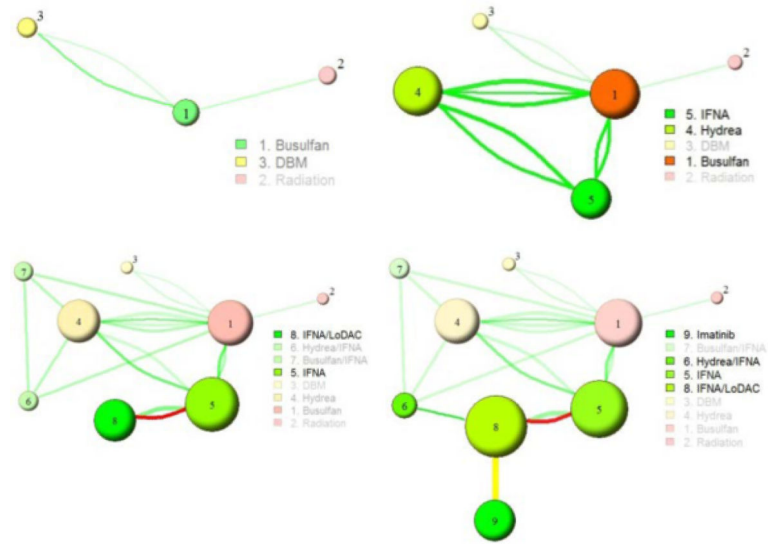 3
2
1
1. Busulfan
3. DBM
2. Radiation
3
2
4
1
5
5. IFNA
4. Hydrea
3. DBM
1. Busulfan
2. Radiation
7
3
2
4
1
6
5
8
8. IFNA/LoDAC
6. Hydrea/IFNA
7. Busulfan/IFNA
5. IFNA
3. DBM
4. Hydrea
1. Busulfan
2. Radiation
7
3
2
4
1
6
5
8
9
9. Imatinib
7. Busulfan/IFNA
6. Hydrea/IFNA
5. IFNA
8. IFNA/LoDAC
3. DBM
4. Hydrea
1. Busulfan
2. Radiation